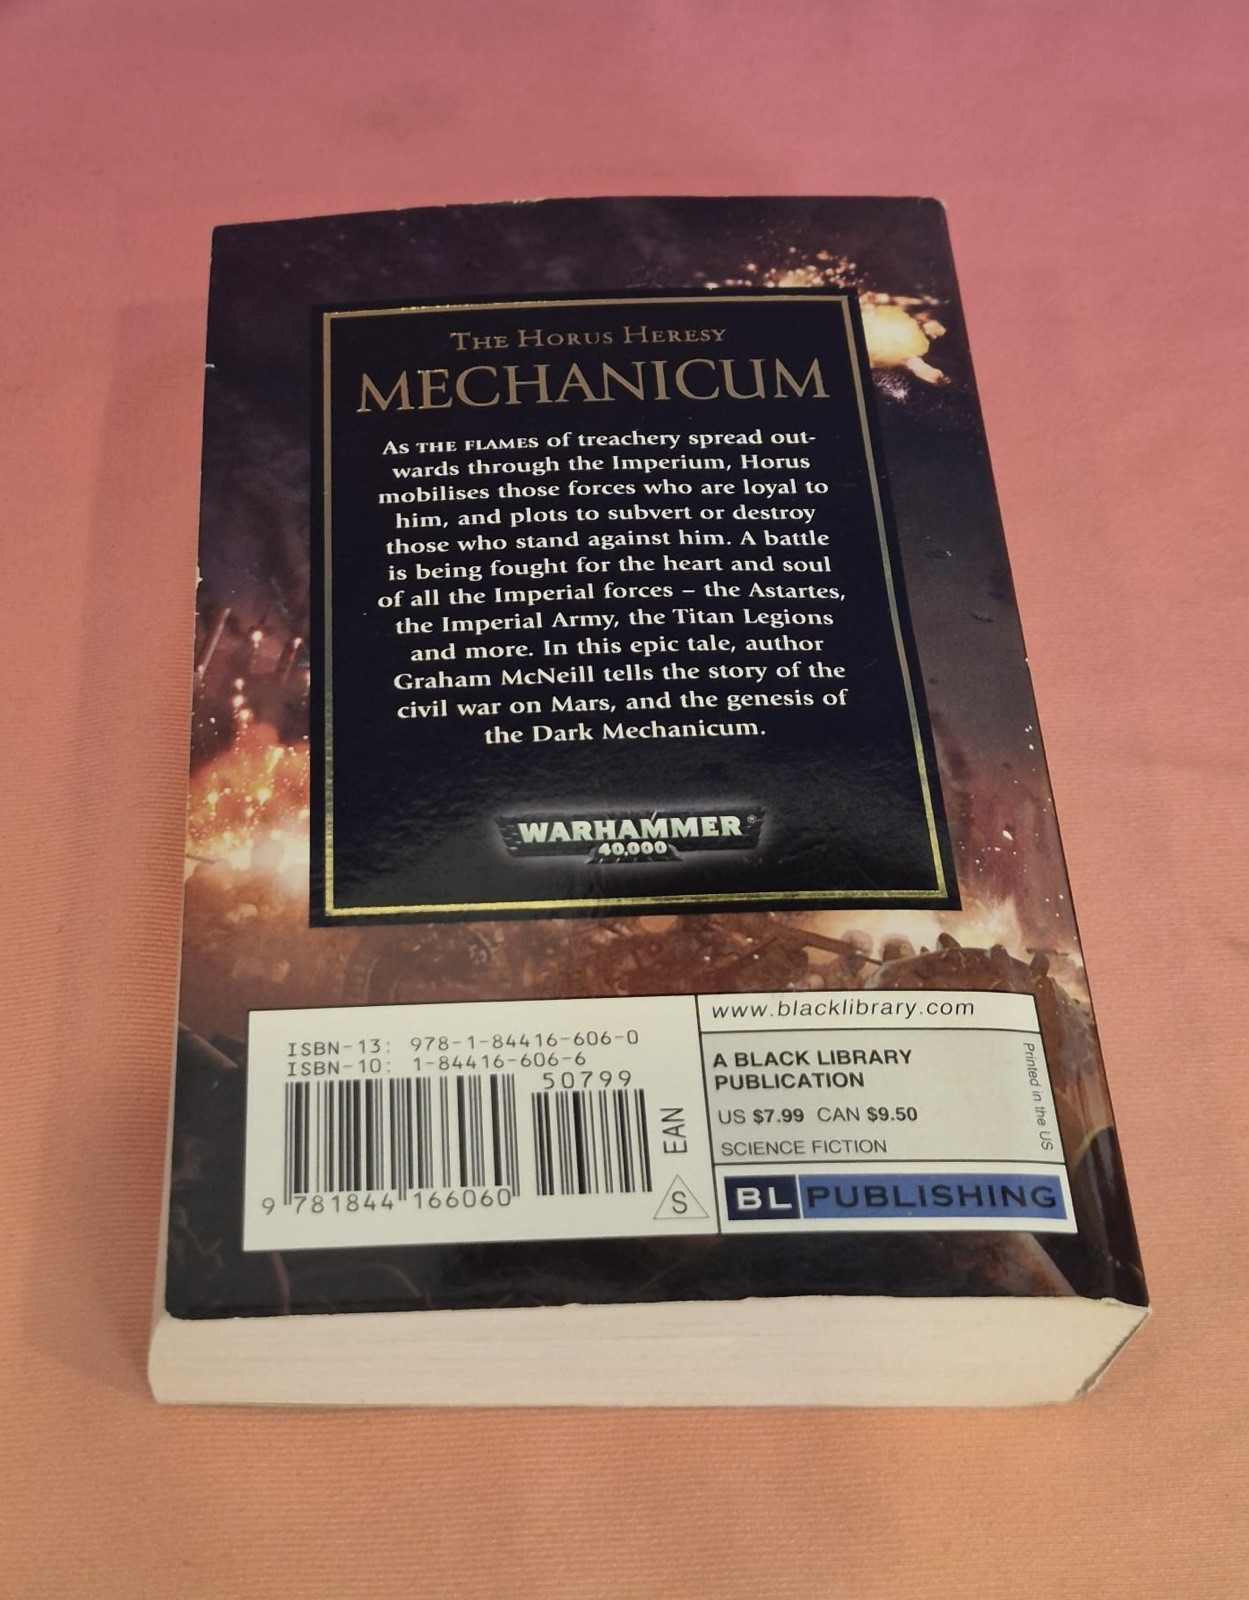 THE HORUS HERESY
MECHANICUM
AS THE FLAMES of treachery spread out-
wards through the Imperium, Horus
mobilises those forces who are loyal to
him, and plots to subvert or destroy
those who stand against him. A battle
is being fought for the heart and soul
of all the Imperial forces – the Astartes,
the Imperial Army, the Titan Legions
and more. In this epic tale, author
Graham McNeill tells the story of the
civil war on Mars, and the genesis of
the Dark Mechanicum.
WARHAMMER®
40,000
ISBN-13: 978-1-84416-606-0
ISBN-10: 1-84416-606-6
50799
EAN
9 781844 166060
S
www.blacklibrary.com
A BLACK LIBRARY
PUBLICATION
US $7.99 CAN $9.50
SCIENCE FICTION
Printed in the US
BL PUBLISHING